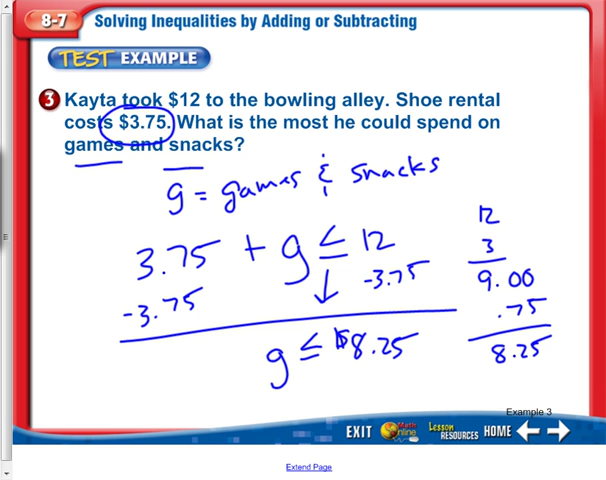 8-7 Solving Inequalities by Adding or Subtracting
TEST EXAMPLE
3 Kayta took $12 to the bowling alley. Shoe rental
costs $3.75. What is the most he could spend on
games and snacks?
g = games & snacks
3.75 + g ≤ 12
-3.75 ↓ -3.75
g ≤ $8.25
12
3
9.00
.75
8.25
Example 3
EXIT Math Online Lesson RESOURCES HOME
Extend Page